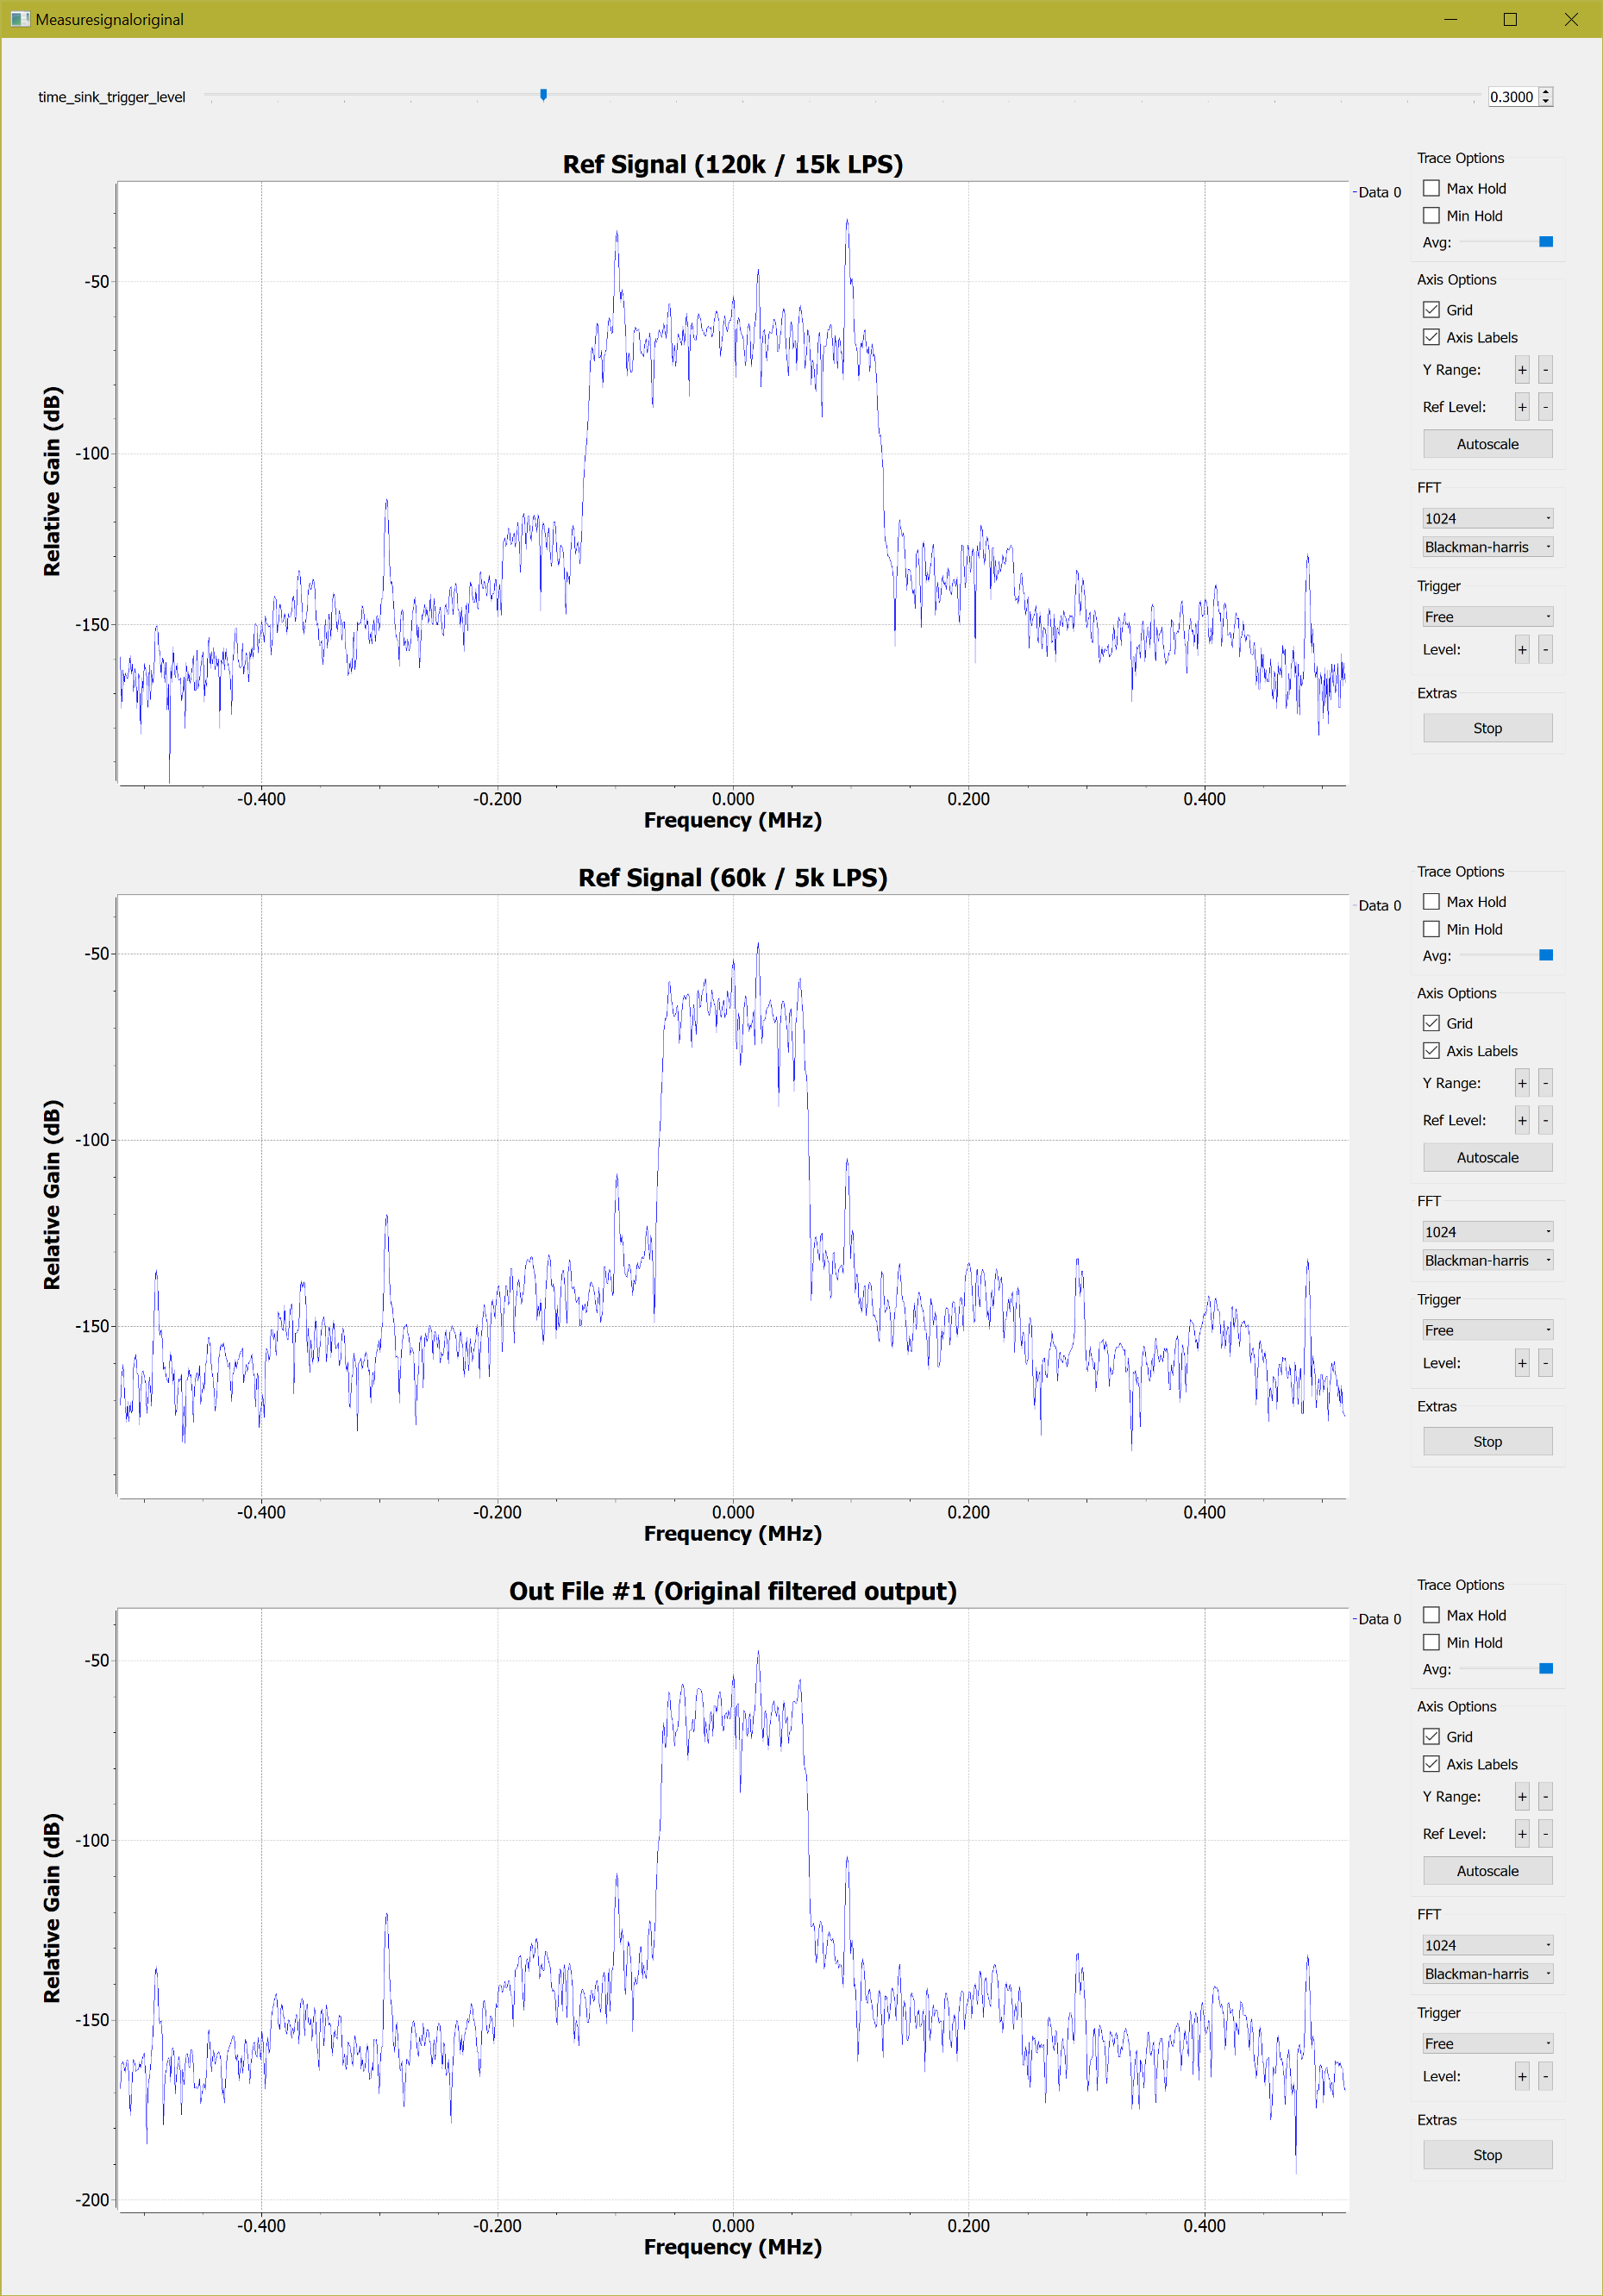 Measuresignaloriginal
time_sink_trigger_level
0.3000
Ref Signal (120k / 15k LPS)
Data 0
Relative Gain (dB)
-50
-100
-150
-0.400 -0.200 0.000 0.200 0.400
Frequency (MHz)
Trace Options
Max Hold
Min Hold
Avg:
Axis Options
Grid
Axis Labels
Y Range: + -
Ref Level: + -
Autoscale
FFT
1024
Blackman-harris
Trigger
Free
Level: + -
Extras
Stop
Ref Signal (60k / 5k LPS)
Data 0
Relative Gain (dB)
-50
-100
-150
-0.400 -0.200 0.000 0.200 0.400
Frequency (MHz)
Trace Options
Max Hold
Min Hold
Avg:
Axis Options
Grid
Axis Labels
Y Range: + -
Ref Level: + -
Autoscale
FFT
1024
Blackman-harris
Trigger
Free
Level: + -
Extras
Stop
Out File #1 (Original filtered output)
Data 0
Relative Gain (dB)
-50
-100
-150
-200
-0.400 -0.200 0.000 0.200 0.400
Frequency (MHz)
Trace Options
Max Hold
Min Hold
Avg:
Axis Options
Grid
Axis Labels
Y Range: + -
Ref Level: + -
Autoscale
FFT
1024
Blackman-harris
Trigger
Free
Level: + -
Extras
Stop